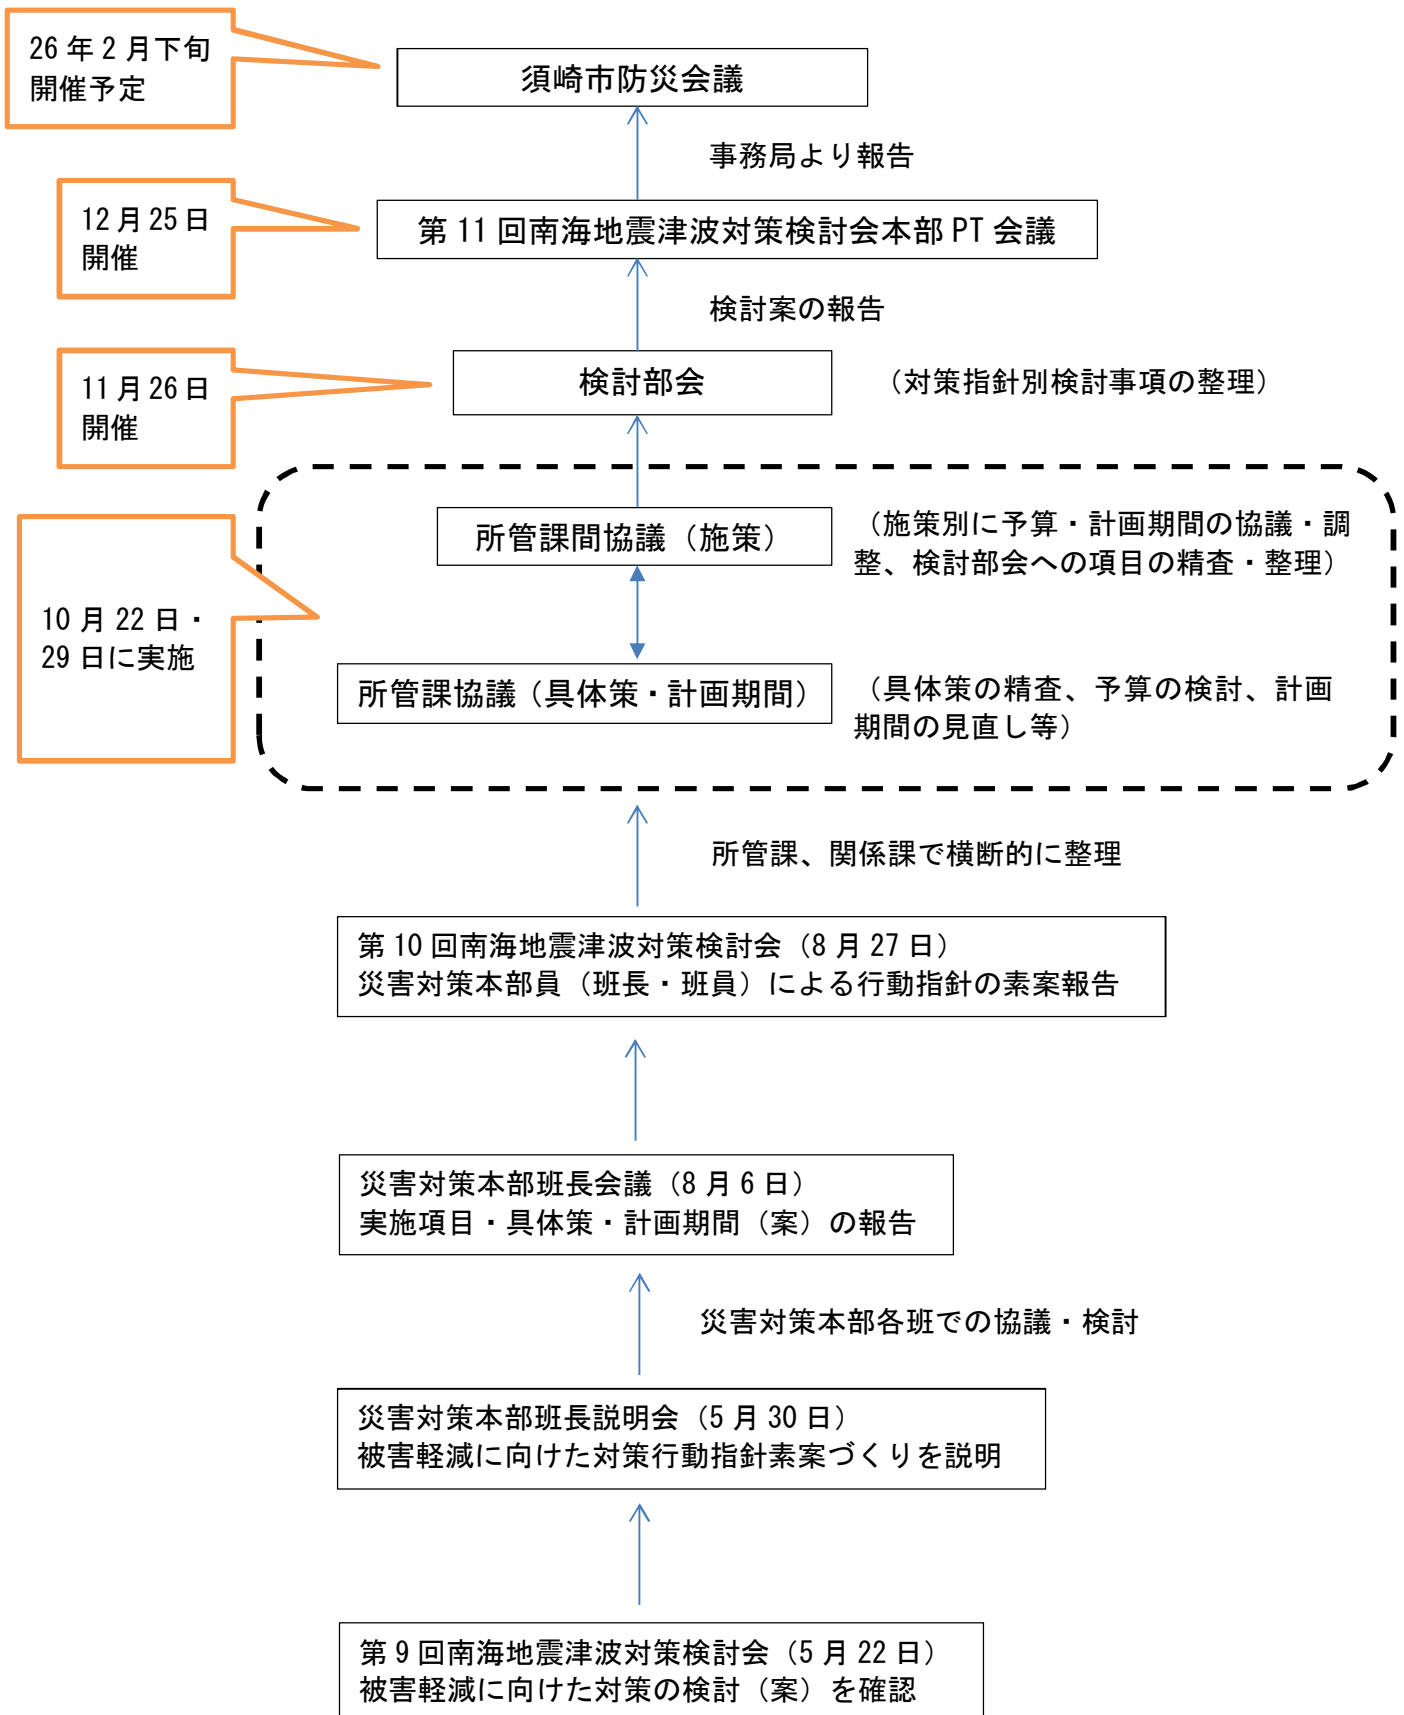 26年2月下旬
開催予定
須崎市防災会議
事務局より報告
12月25日
開催
第11回南海地震津波対策検討会本部PT会議
検討案の報告
11月26日
開催
検討部会
（対策指針別検討事項の整理）
所管課間協議（施策）
（施策別に予算・計画期間の協議・調
整、検討部会への項目の精査・整理）
10月22日・
29日に実施
所管課協議（具体策・計画期間）
（具体策の精査、予算の検討、計画
期間の見直し等）
所管課、関係課で横断的に整理
第10回南海地震津波対策検討会（8月27日）
災害対策本部員（班長・班員）による行動指針の素案報告
災害対策本部班長会議（8月6日）
実施項目・具体策・計画期間（案）の報告
災害対策本部各班での協議・検討
災害対策本部班長説明会（5月30日）
被害軽減に向けた対策行動指針素案づくりを説明
第9回南海地震津波対策検討会（5月22日）
被害軽減に向けた対策の検討（案）を確認